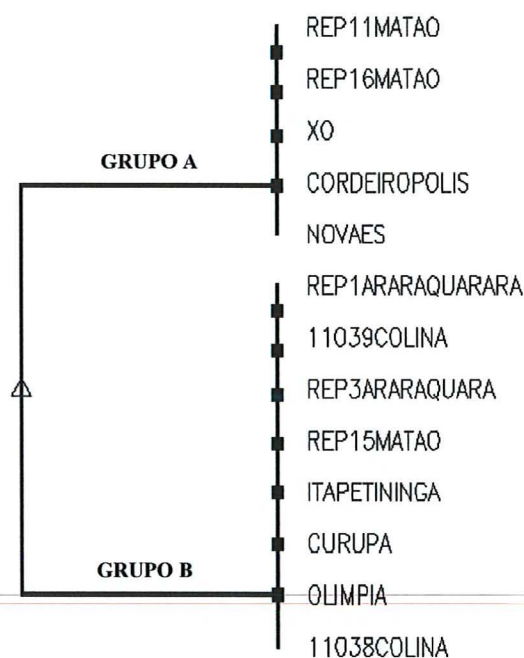 REP11MATAO
REP16MATAO
XO
GRUPO A
CORDEIROPOLIS
NOVAES
REP1ARARAQUARARA
11039COLINA
REP3ARARAQUARA
REP15MATAO
ITAPETININGA
CURUPA
GRUPO B
OLIMPIA
11038COLINA